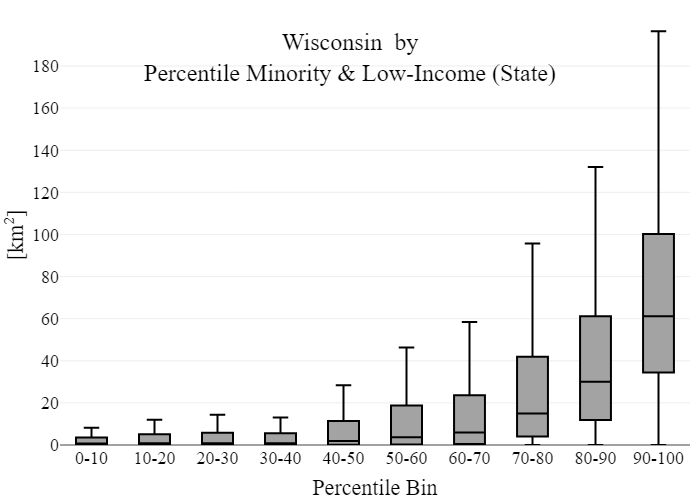 Wisconsin  by
Percentile Minority & Low-Income (State)
180
160
140
120
100
80
60
40
20
0
[km²]
0-10 10-20 20-30 30-40 40-50 50-60 60-70 70-80 80-90 90-100
Percentile Bin